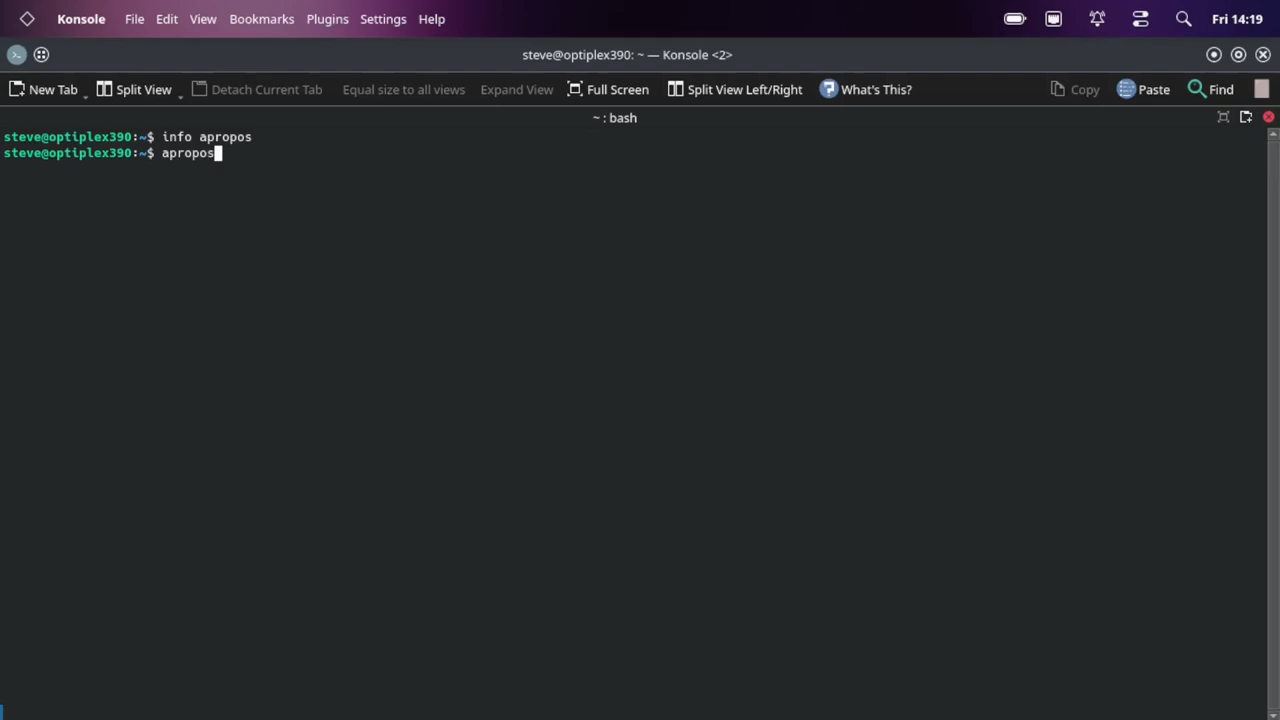 Konsole File Edit View Bookmarks Plugins Settings Help Fri 14:19
steve@optiplex390: ~ — Konsole <2>
New Tab Split View Detach Current Tab Equal size to all views Expand View Full Screen Split View Left/Right What's This? Copy Paste Find
~ : bash
steve@optiplex390:~$ info apropos
steve@optiplex390:~$ apropos